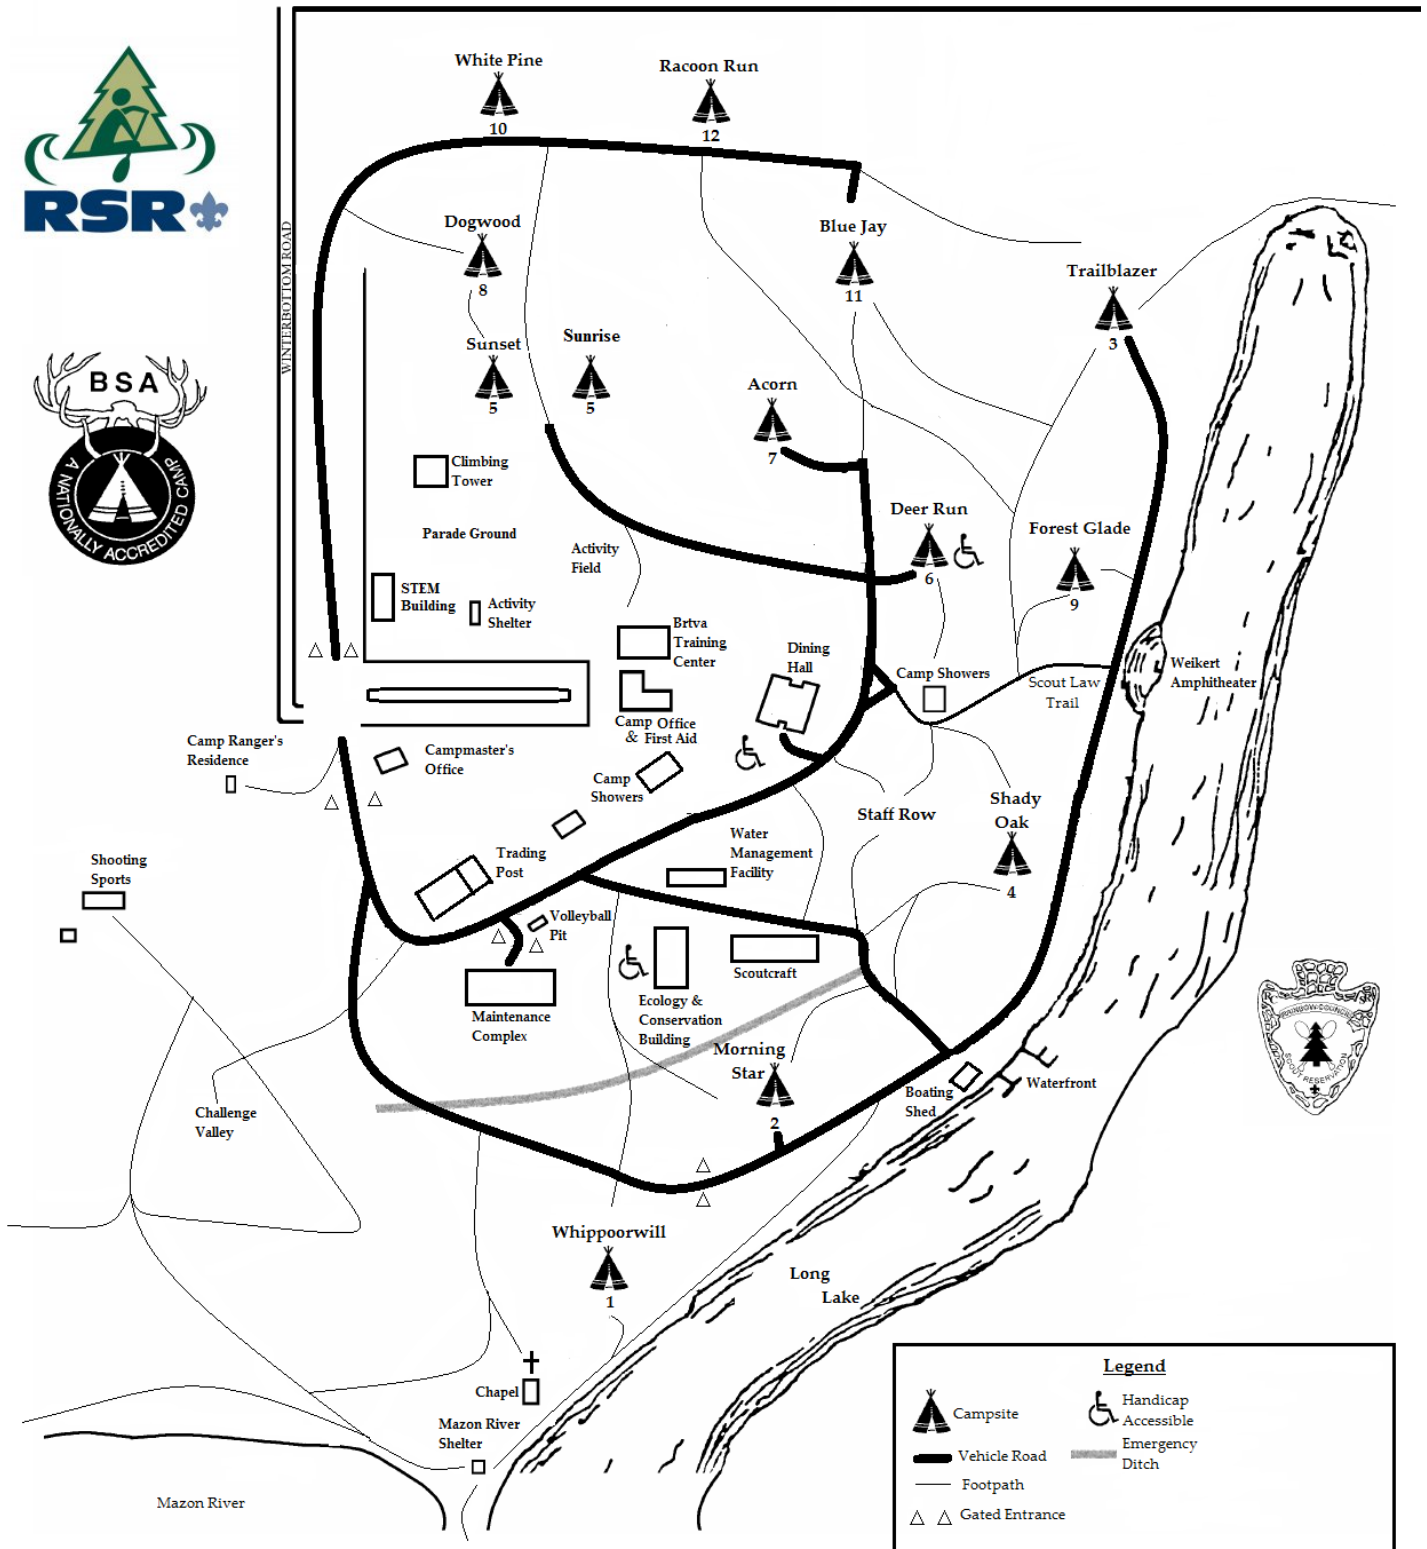 White Pine
10
Racoon Run
12
RSR
WINTERBOTTOM ROAD
Dogwood
8
Blue Jay
11
Trailblazer
3
Sunset
5
Sunrise
5
BSA
A NATIONALLY ACCREDITED CAMP
Acorn
7
Climbing
Tower
Parade Ground
Deer Run
6
Forest Glade
9
Activity
Field
STEM
Building
Activity
Shelter
Brtva
Training
Center
Dining
Hall
Camp Showers
Scout Law
Trail
Weikert
Amphitheater
Camp Office
& First Aid
Camp Ranger's
Residence
Campmaster's
Office
Camp
Showers
Staff Row
Shady
Oak
4
Water
Management
Facility
Trading
Post
Shooting
Sports
Volleyball
Pit
Scoutcraft
Maintenance
Complex
Ecology &
Conservation
Building
RAINBOW COUNCIL
SCOUT RESERVATION
Morning
Star
2
Boating
Shed
Waterfront
Challenge
Valley
Whippoorwill
1
Long
Lake
Chapel
Mazon River
Shelter
Mazon River
Legend
Campsite
Handicap
Accessible
Vehicle Road
Emergency
Ditch
Footpath
Gated Entrance